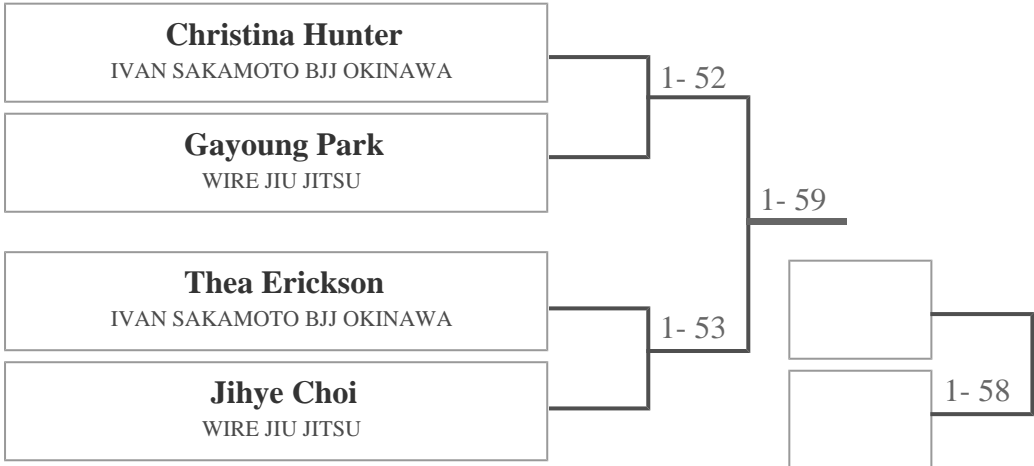 Christina Hunter
IVAN SAKAMOTO BJJ OKINAWA
1- 52
Gayoung Park
WIRE JIU JITSU
1- 59
Thea Erickson
IVAN SAKAMOTO BJJ OKINAWA
1- 53
Jihye Choi
WIRE JIU JITSU
1- 58